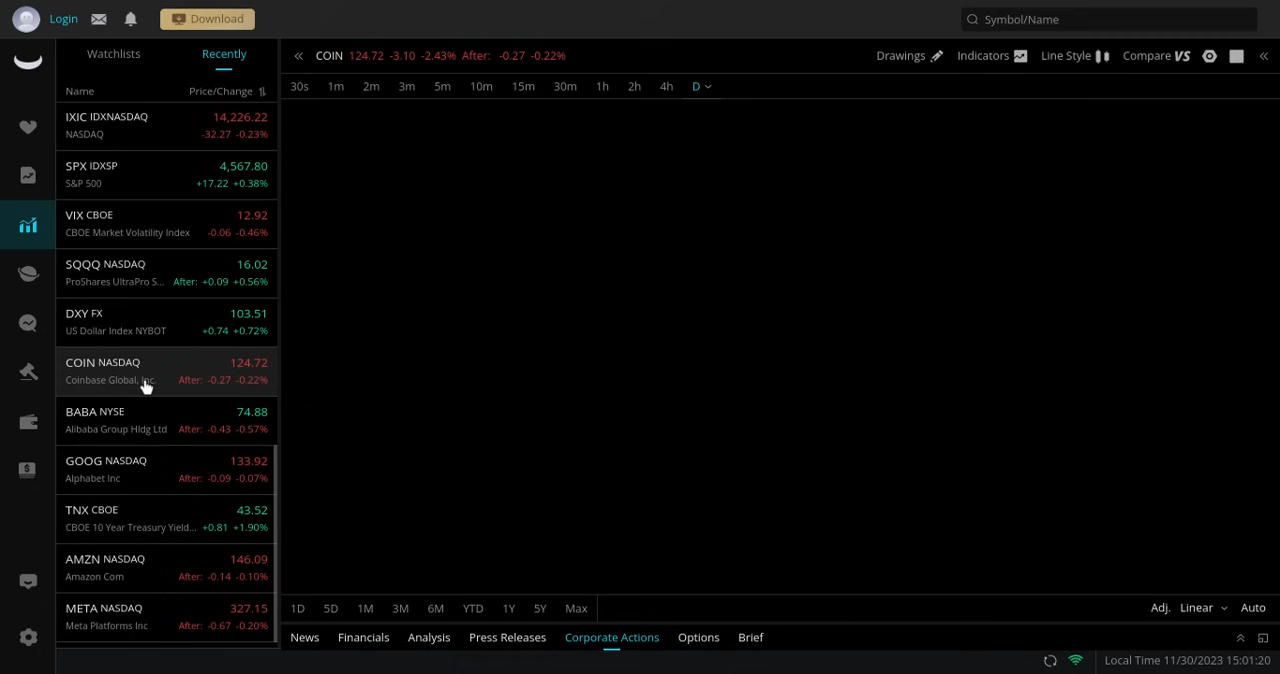 Login
Download
Symbol/Name
Watchlists
Recently
Name
Price/Change
IXIC IDXNASDAQ 14,226.22
NASDAQ -32.27 -0.23%
SPX IDXSP 4,567.80
S&P 500 +17.22 +0.38%
VIX CBOE 12.92
CBOE Market Volatility Index -0.06 -0.46%
SQQQ NASDAQ 16.02
ProShares UltraPro S... After: +0.09 +0.56%
DXY FX 103.51
US Dollar Index NYBOT +0.74 +0.72%
COIN NASDAQ 124.72
Coinbase Global, Inc. After: -0.27 -0.22%
BABA NYSE 74.88
Alibaba Group Hldg Ltd After: -0.43 -0.57%
GOOG NASDAQ 133.92
Alphabet Inc After: -0.09 -0.07%
TNX CBOE 43.52
CBOE 10 Year Treasury Yield... +0.81 +1.90%
AMZN NASDAQ 146.09
Amazon Com After: -0.14 -0.10%
META NASDAQ 327.15
Meta Platforms Inc After: -0.67 -0.20%
COIN 124.72 -3.10 -2.43% After: -0.27 -0.22%
Drawings
Indicators
Line Style
Compare VS
30s 1m 2m 3m 5m 10m 15m 30m 1h 2h 4h D
1D 5D 1M 3M 6M YTD 1Y 5Y Max
Adj. Linear Auto
News Financials Analysis Press Releases Corporate Actions Options Brief
Local Time 11/30/2023 15:01:20